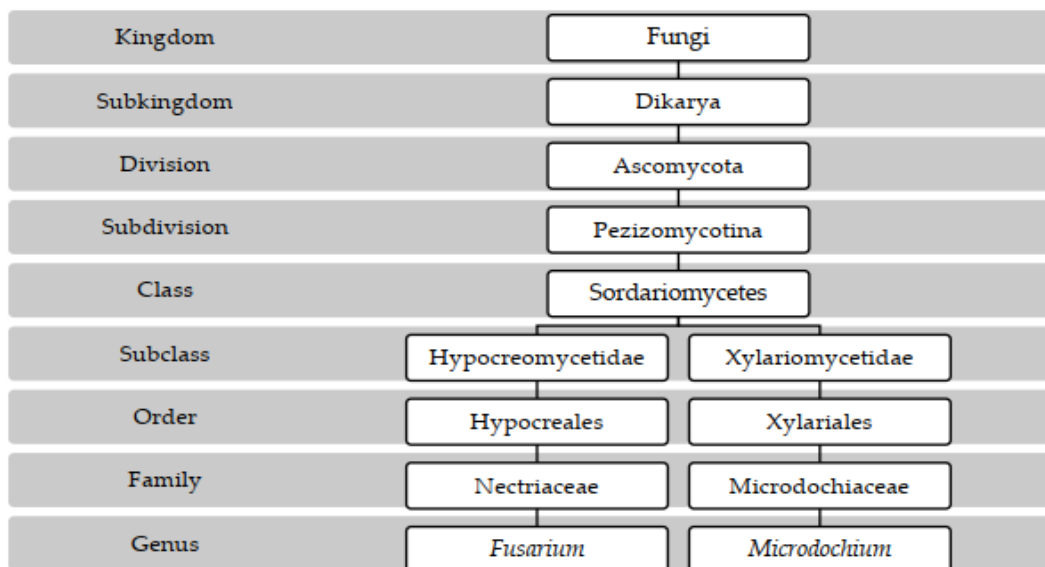 Kingdom Fungi
Subkingdom Dikarya
Division Ascomycota
Subdivision Pezizomycotina
Class Sordariomycetes
Subclass Hypocreomycetidae Xylariomycetidae
Order Hypocreales Xylariales
Family Nectriaceae Microdochiaceae
Genus Fusarium Microdochium